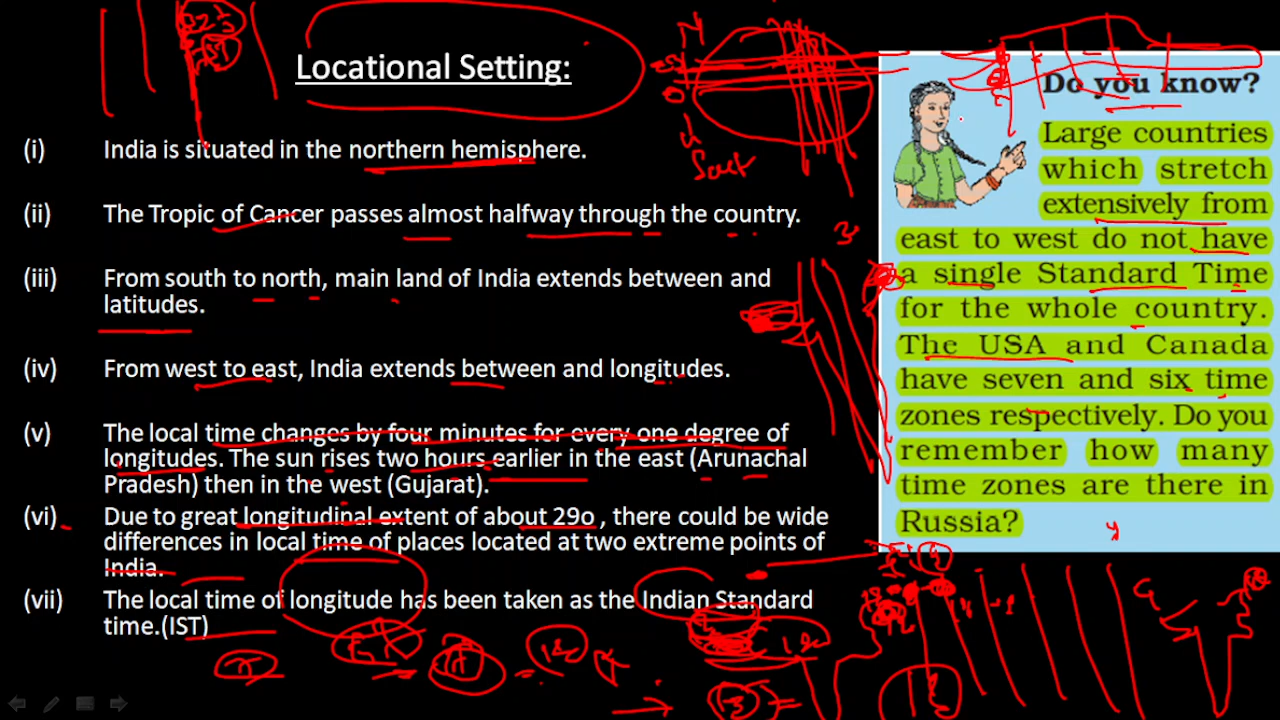 Locational Setting:
(i) India is situated in the northern hemisphere.
(ii) The Tropic of Cancer passes almost halfway through the country.
(iii) From south to north, main land of India extends between and
latitudes.
(iv) From west to east, India extends between and longitudes.
(v) The local time changes by four minutes for every one degree of
longitudes. The sun rises two hours earlier in the east (Arunachal
Pradesh) then in the west (Gujarat).
(vi) Due to great longitudinal extent of about 29o , there could be wide
differences in local time of places located at two extreme points of
India.
(vii) The local time of longitude has been taken as the Indian Standard
time.(IST)
Do you know?
Large countries
which stretch
extensively from
east to west do not have
a single Standard Time
for the whole country.
The USA and Canada
have seven and six time
zones respectively. Do you
remember how many
time zones are there in
Russia?
N
0